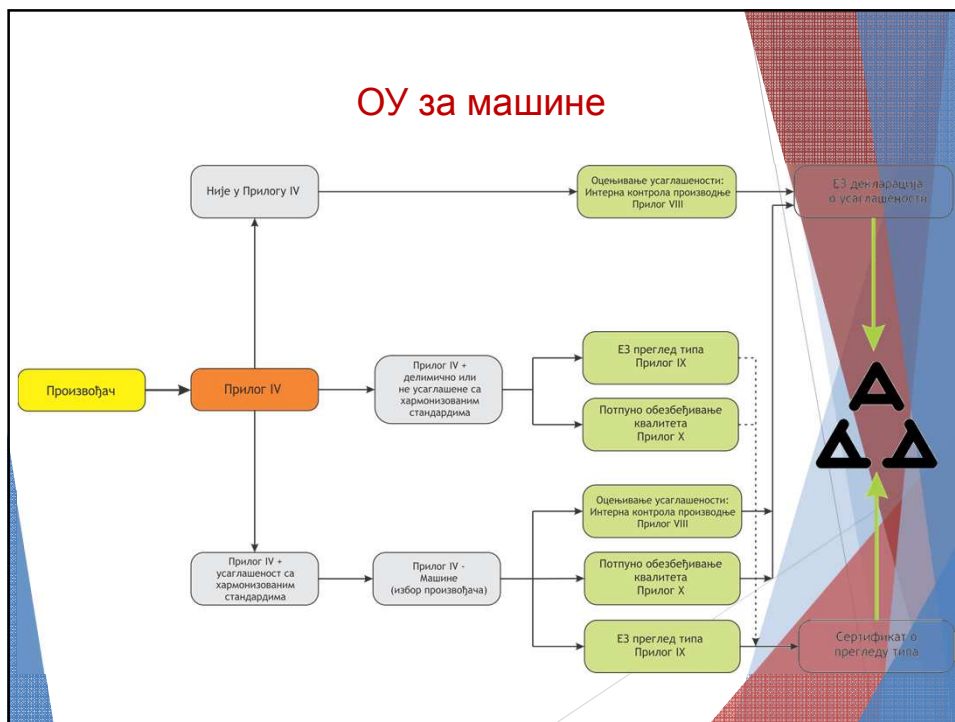 ОУ за машине
Није у Прилогу IV
Оцењивање усаглашености:
Интерна контрола производње
Прилог VIII
ЕЗ декларација
о усаглашености
Произвођач
Прилог IV
Прилог IV +
делимично или
не усаглашене са
хармонизованим
стандардима
ЕЗ преглед типа
Прилог IX
Потпуно обезбеђивање
квалитета
Прилог X
Оцењивање усаглашености:
Интерна контрола производње
Прилог VIII
Прилог IV +
усаглашеност са
хармонизованим
стандардима
Прилог IV -
Машине
(избор произвођача)
Потпуно обезбеђивање
квалитета
Прилог X
ЕЗ преглед типа
Прилог IX
Сертификат о
прегледу типа